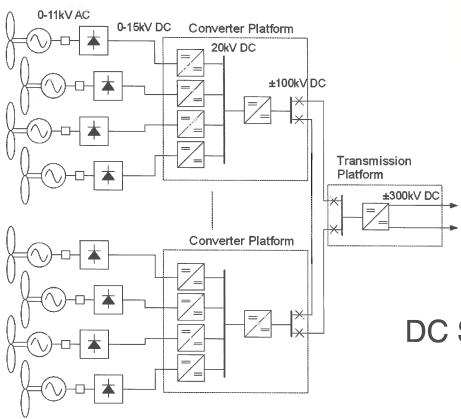 0-11kV AC
0-15kV DC
Converter Platform
20kV DC
±100kV DC
Transmission
Platform
±300kV DC
Converter Platform
DC S